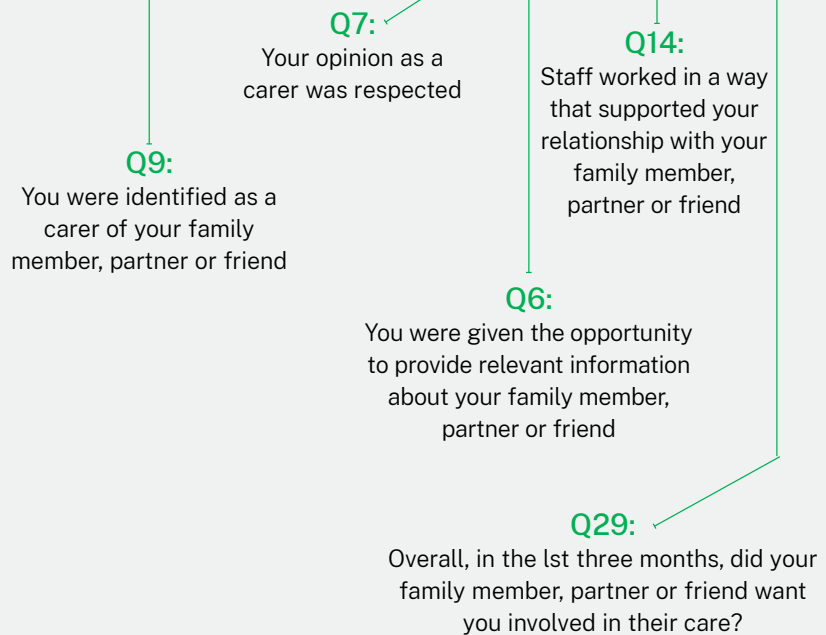 Q7:
Your opinion as a
carer was respected
Q14:
Staff worked in a way
that supported your
relationship with your
family member,
partner or friend
Q9:
You were identified as a
carer of your family
member, partner or friend
Q6:
You were given the opportunity
to provide relevant information
about your family member,
partner or friend
Q29:
Overall, in the lst three months, did your
family member, partner or friend want
you involved in their care?